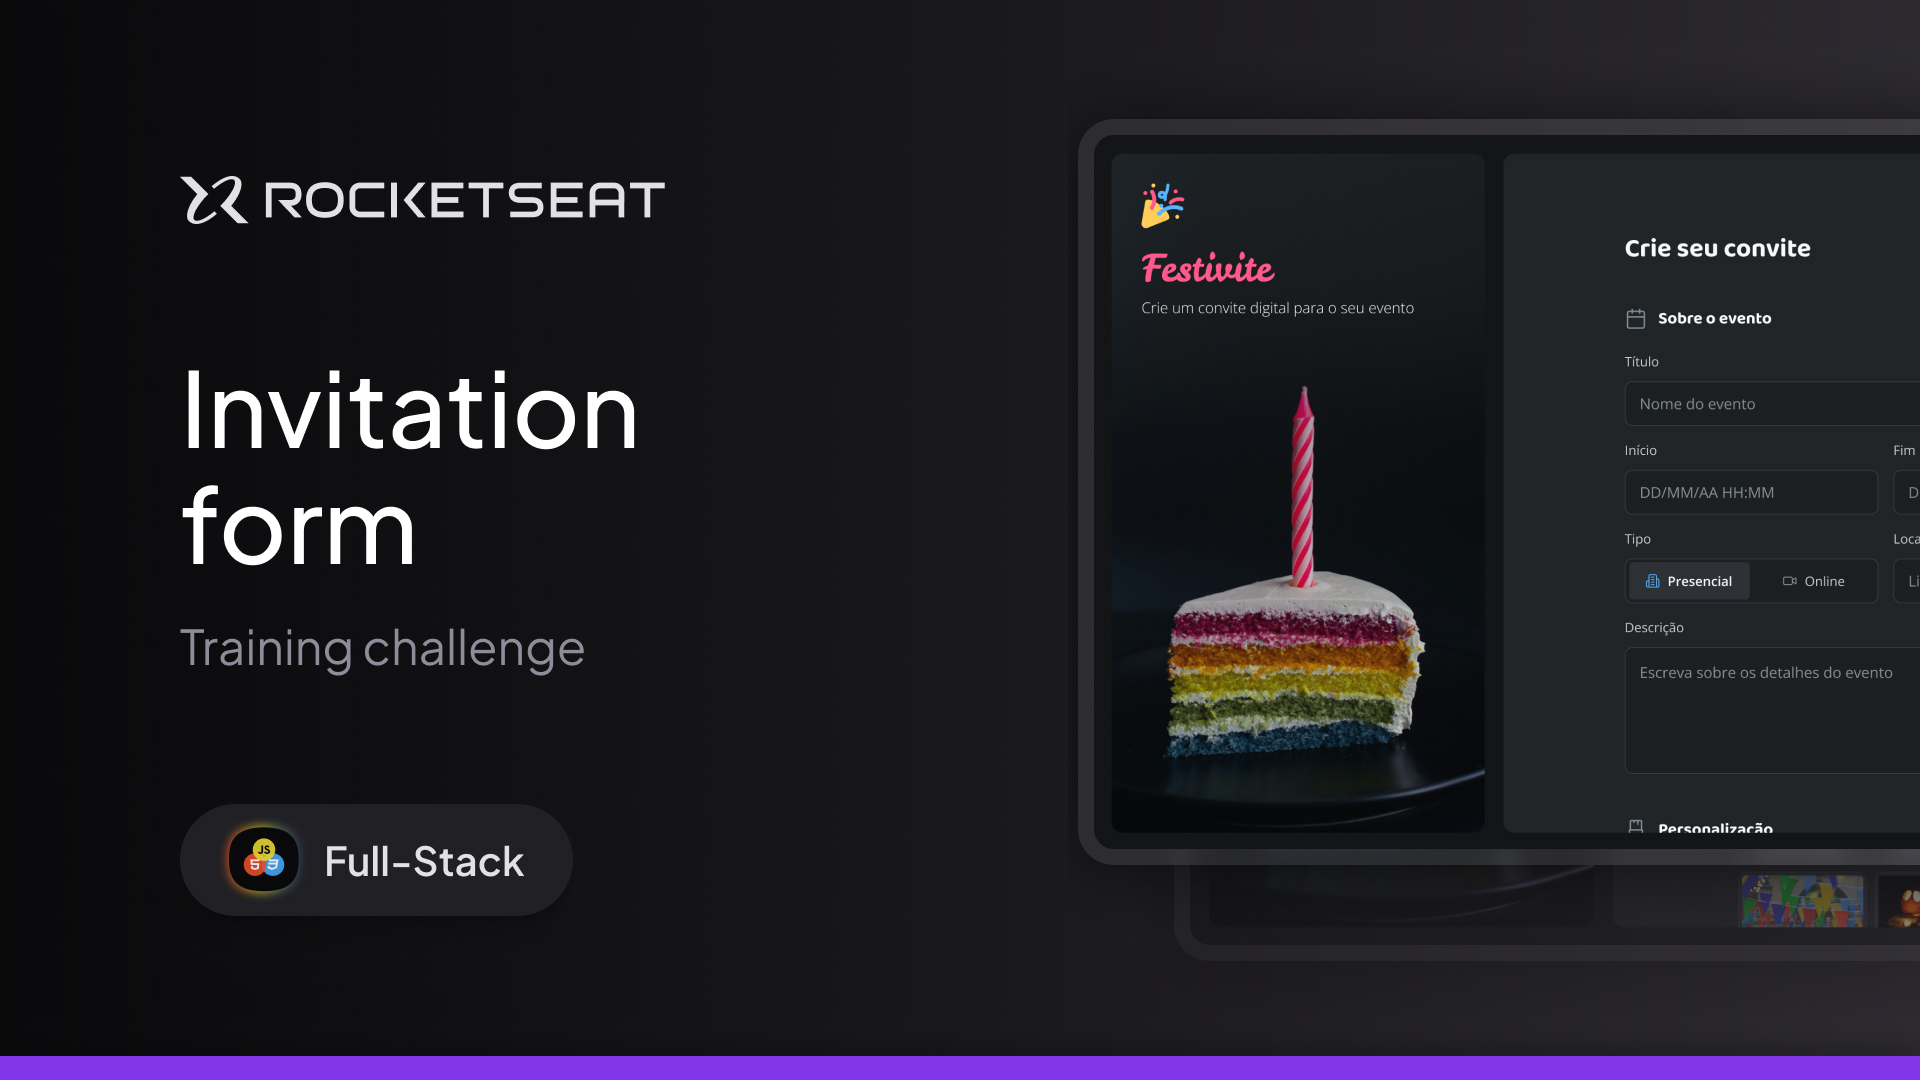 ROCKETSEAT
Invitation
form
Training challenge
JS
5 3
Full-Stack
Festivite
Crie um convite digital para o seu evento
Crie seu convite
Sobre o evento
Título
Nome do evento
Início Fim
DD/MM/AA HH:MM D
Tipo Loca
Presencial Online Li
Descrição
Escreva sobre os detalhes do evento
Personalização